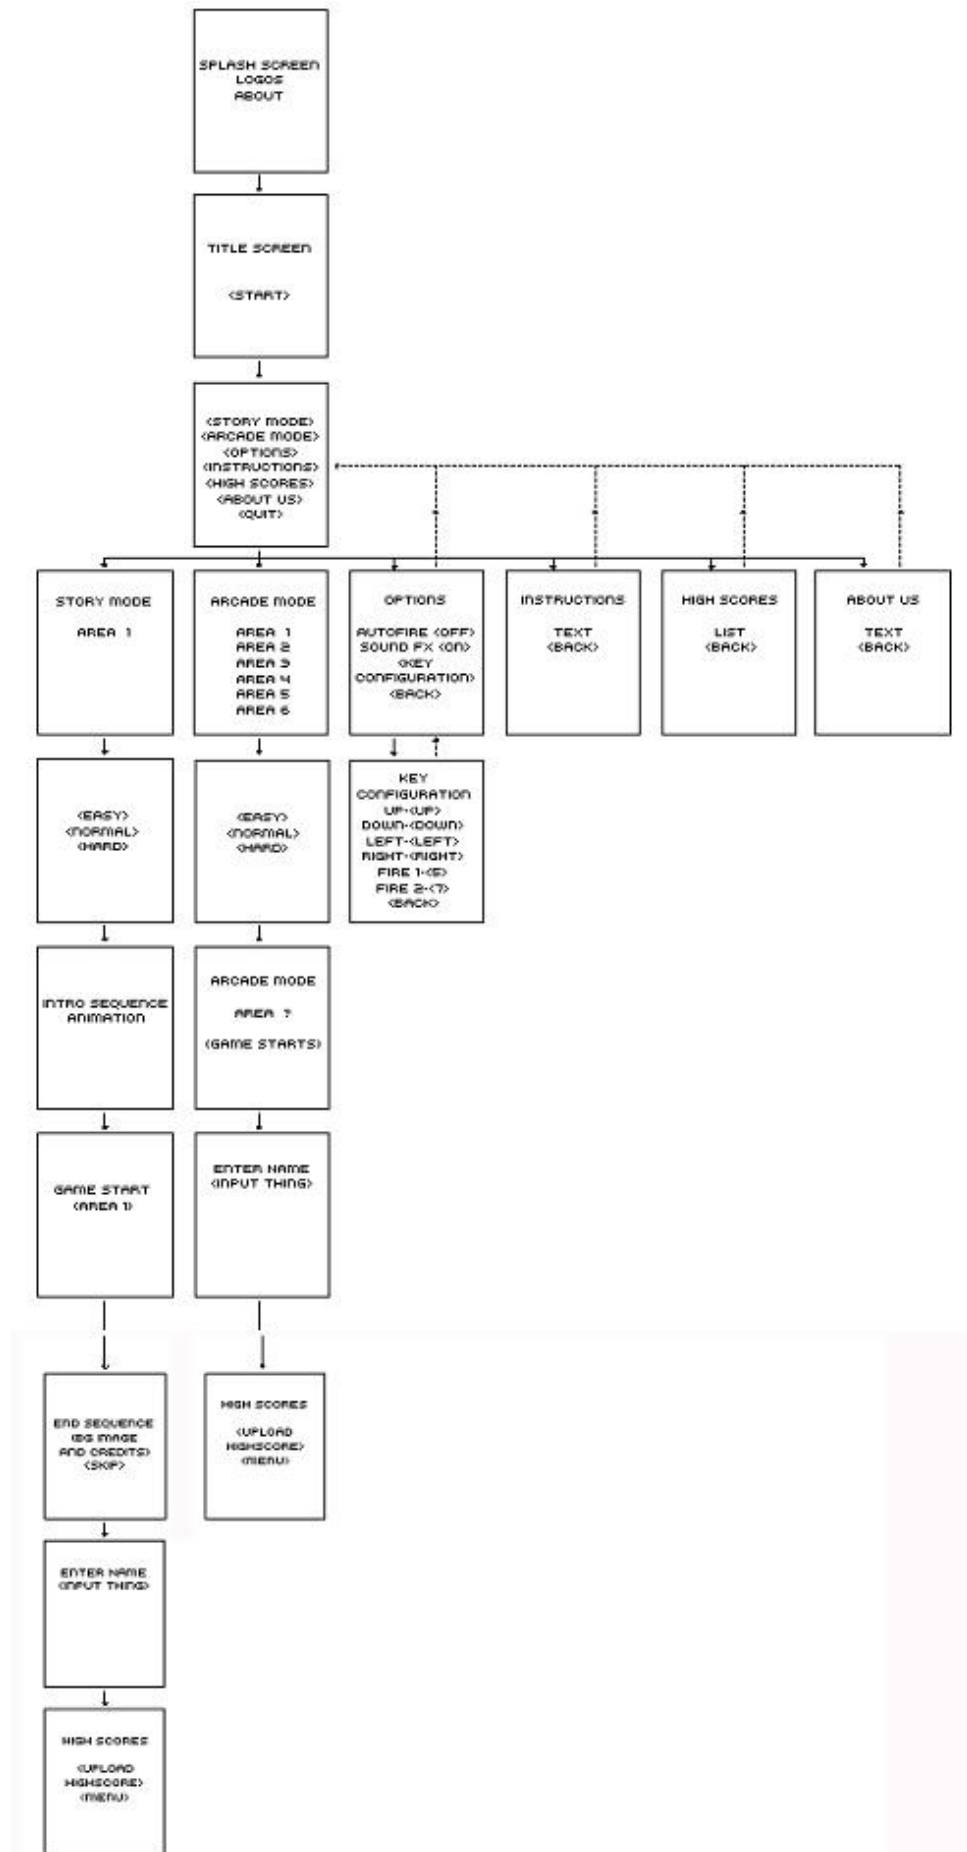 SPLASH SCREEN
LOGOS
ABOUT
TITLE SCREEN
<START>
<STORY MODE>
<ARCADE MODE>
<OPTIONS>
<INSTRUCTIONS>
<HIGH SCORES>
<ABOUT US>
<QUIT>
STORY MODE
AREA 1
ARCADE MODE
AREA 1
AREA 2
AREA 3
AREA 4
AREA 5
AREA 6
OPTIONS
AUTOFIRE <OFF>
SOUND FX <ON>
<KEY
CONFIGURATION>
<BACK>
INSTRUCTIONS
TEXT
<BACK>
HIGH SCORES
LIST
<BACK>
ABOUT US
TEXT
<BACK>
<EASY>
<NORMAL>
<HARD>
<EASY>
<NORMAL>
<HARD>
KEY
CONFIGURATION
UP-<UP>
DOWN-<DOWN>
LEFT-<LEFT>
RIGHT-<RIGHT>
FIRE 1-<5>
FIRE 2-<7>
<BACK>
INTRO SEQUENCE
ANIMATION
ARCADE MODE
AREA ?
(GAME STARTS)
GAME START
(AREA 1)
ENTER NAME
<INPUT THING>
END SEQUENCE
(BG IMAGE
AND CREDITS)
<SKIP>
HIGH SCORES
<UPLOAD
HIGHSCORE>
<MENU>
ENTER NAME
<INPUT THING>
HIGH SCORES
<UPLOAD
HIGHSCORE>
<MENU>